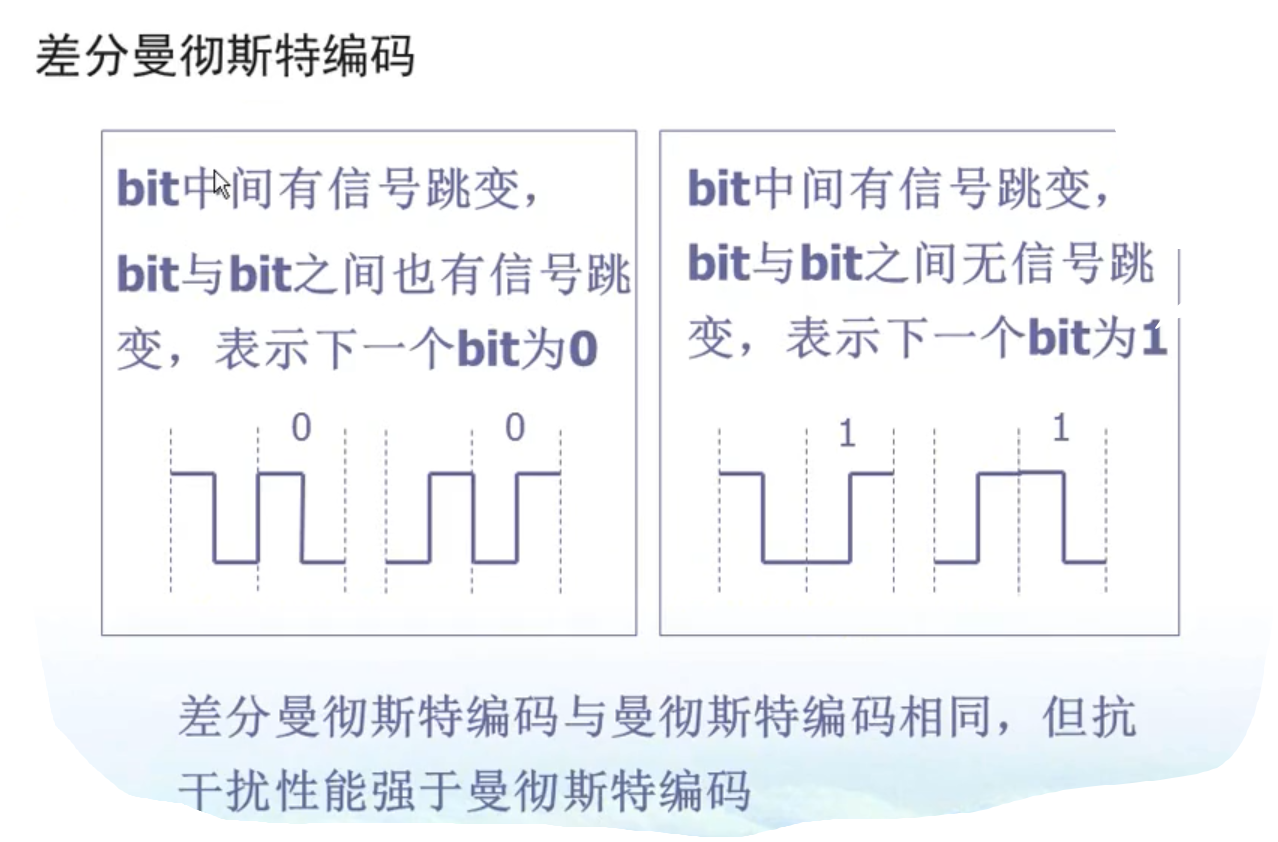 差分曼彻斯特编码
bit中间有信号跳变，
bit与bit之间也有信号跳
变，表示下一个bit为0
0
0
bit中间有信号跳变，
bit与bit之间无信号跳
变，表示下一个bit为1
1
1
差分曼彻斯特编码与曼彻斯特编码相同，但抗
干扰性能强于曼彻斯特编码